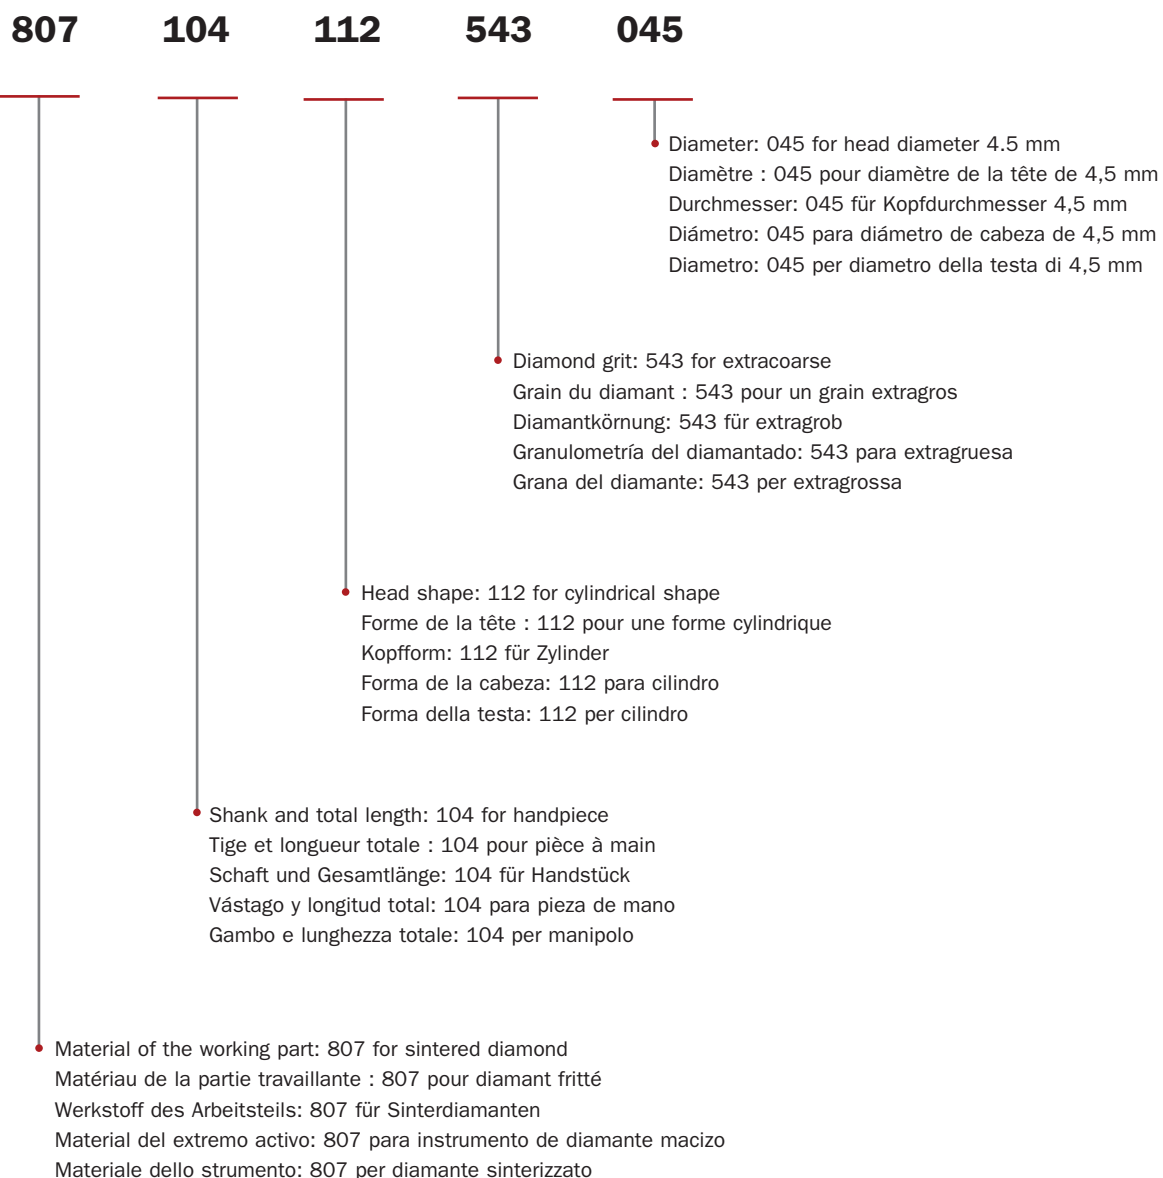 807 104 112 543 045
Diameter: 045 for head diameter 4.5 mm
Diamètre : 045 pour diamètre de la tête de 4,5 mm
Durchmesser: 045 für Kopfdurchmesser 4,5 mm
Diámetro: 045 para diámetro de cabeza de 4,5 mm
Diametro: 045 per diametro della testa di 4,5 mm
Diamond grit: 543 for extracoarse
Grain du diamant : 543 pour un grain extragros
Diamantkörnung: 543 für extragrob
Granulometría del diamantado: 543 para extragruesa
Grana del diamante: 543 per extragrossa
Head shape: 112 for cylindrical shape
Forme de la tête : 112 pour une forme cylindrique
Kopfform: 112 für Zylinder
Forma de la cabeza: 112 para cilindro
Forma della testa: 112 per cilindro
Shank and total length: 104 for handpiece
Tige et longueur totale : 104 pour pièce à main
Schaft und Gesamtlänge: 104 für Handstück
Vástago y longitud total: 104 para pieza de mano
Gambo e lunghezza totale: 104 per manipolo
Material of the working part: 807 for sintered diamond
Matériau de la partie travaillante : 807 pour diamant fritté
Werkstoff des Arbeitsteils: 807 für Sinterdiamanten
Material del extremo activo: 807 para instrumento de diamante macizo
Materiale dello strumento: 807 per diamante sinterizzato